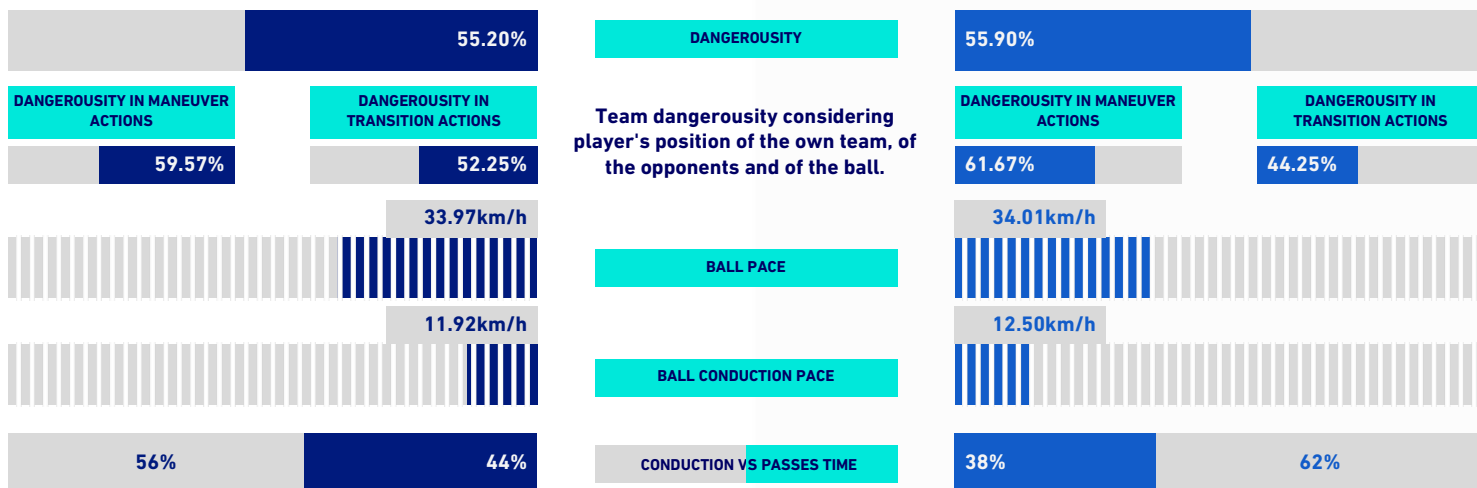 55.20%
DANGEROUSITY
55.90%
DANGEROUSITY IN MANEUVER
ACTIONS
DANGEROUSITY IN
TRANSITION ACTIONS
59.57%
52.25%
Team dangerousity considering
player's position of the own team, of
the opponents and of the ball.
DANGEROUSITY IN MANEUVER
ACTIONS
DANGEROUSITY IN
TRANSITION ACTIONS
61.67%
44.25%
33.97km/h
BALL PACE
34.01km/h
11.92km/h
BALL CONDUCTION PACE
12.50km/h
56%
44%
CONDUCTION VS PASSES TIME
38%
62%